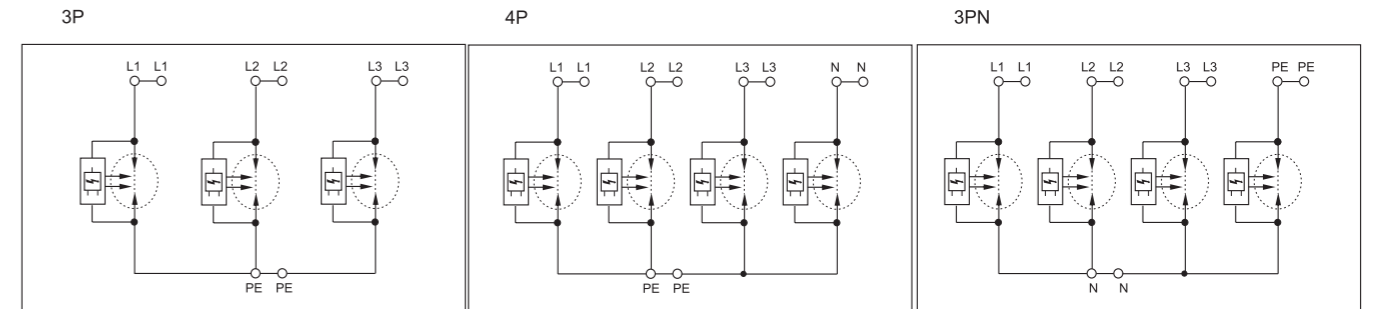 3P 4P 3PN
L1 L1 L2 L2 L3 L3
PE PE
L1 L1 L2 L2 L3 L3 N N
PE PE
L1 L1 L2 L2 L3 L3 PE PE
N N